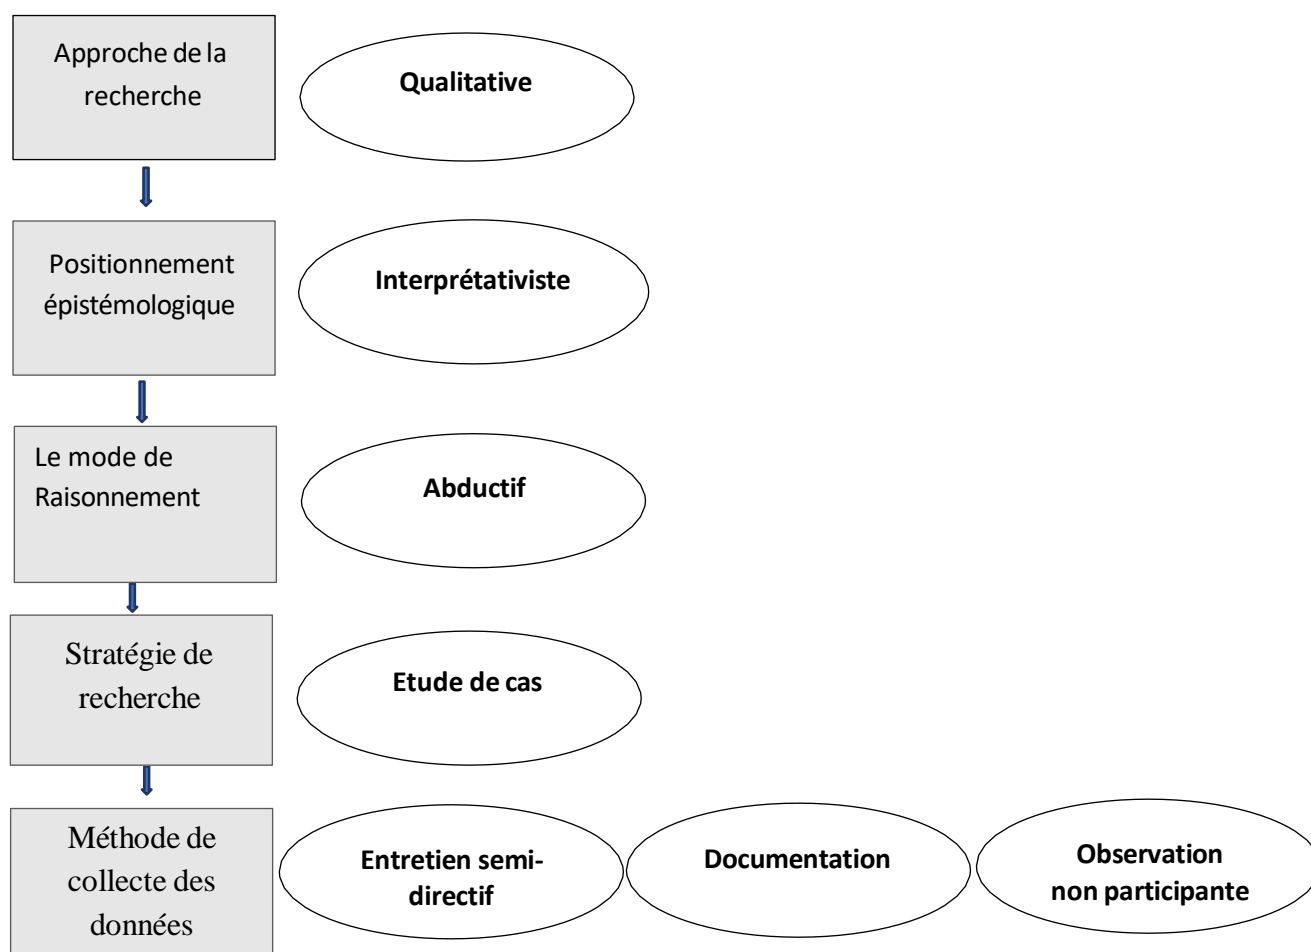 Approche de la
recherche
Qualitative
Positionnement
épistémologique
Interprétativiste
Le mode de
Raisonnement
Abductif
Stratégie de
recherche
Etude de cas
Méthode de
collecte des
données
Entretien semi-
directif
Documentation
Observation
non participante